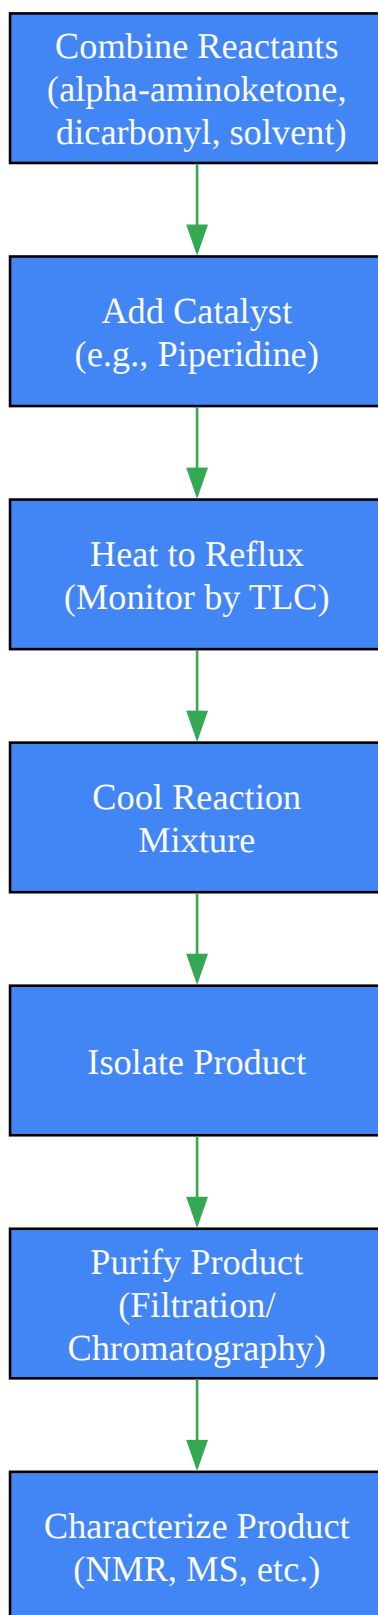 Combine Reactants
(alpha-aminoketone,
dicarbonyl, solvent)
Add Catalyst
(e.g., Piperidine)
Heat to Reflux
(Monitor by TLC)
Cool Reaction
Mixture
Isolate Product
Purify Product
(Filtration/
Chromatography)
Characterize Product
(NMR, MS, etc.)